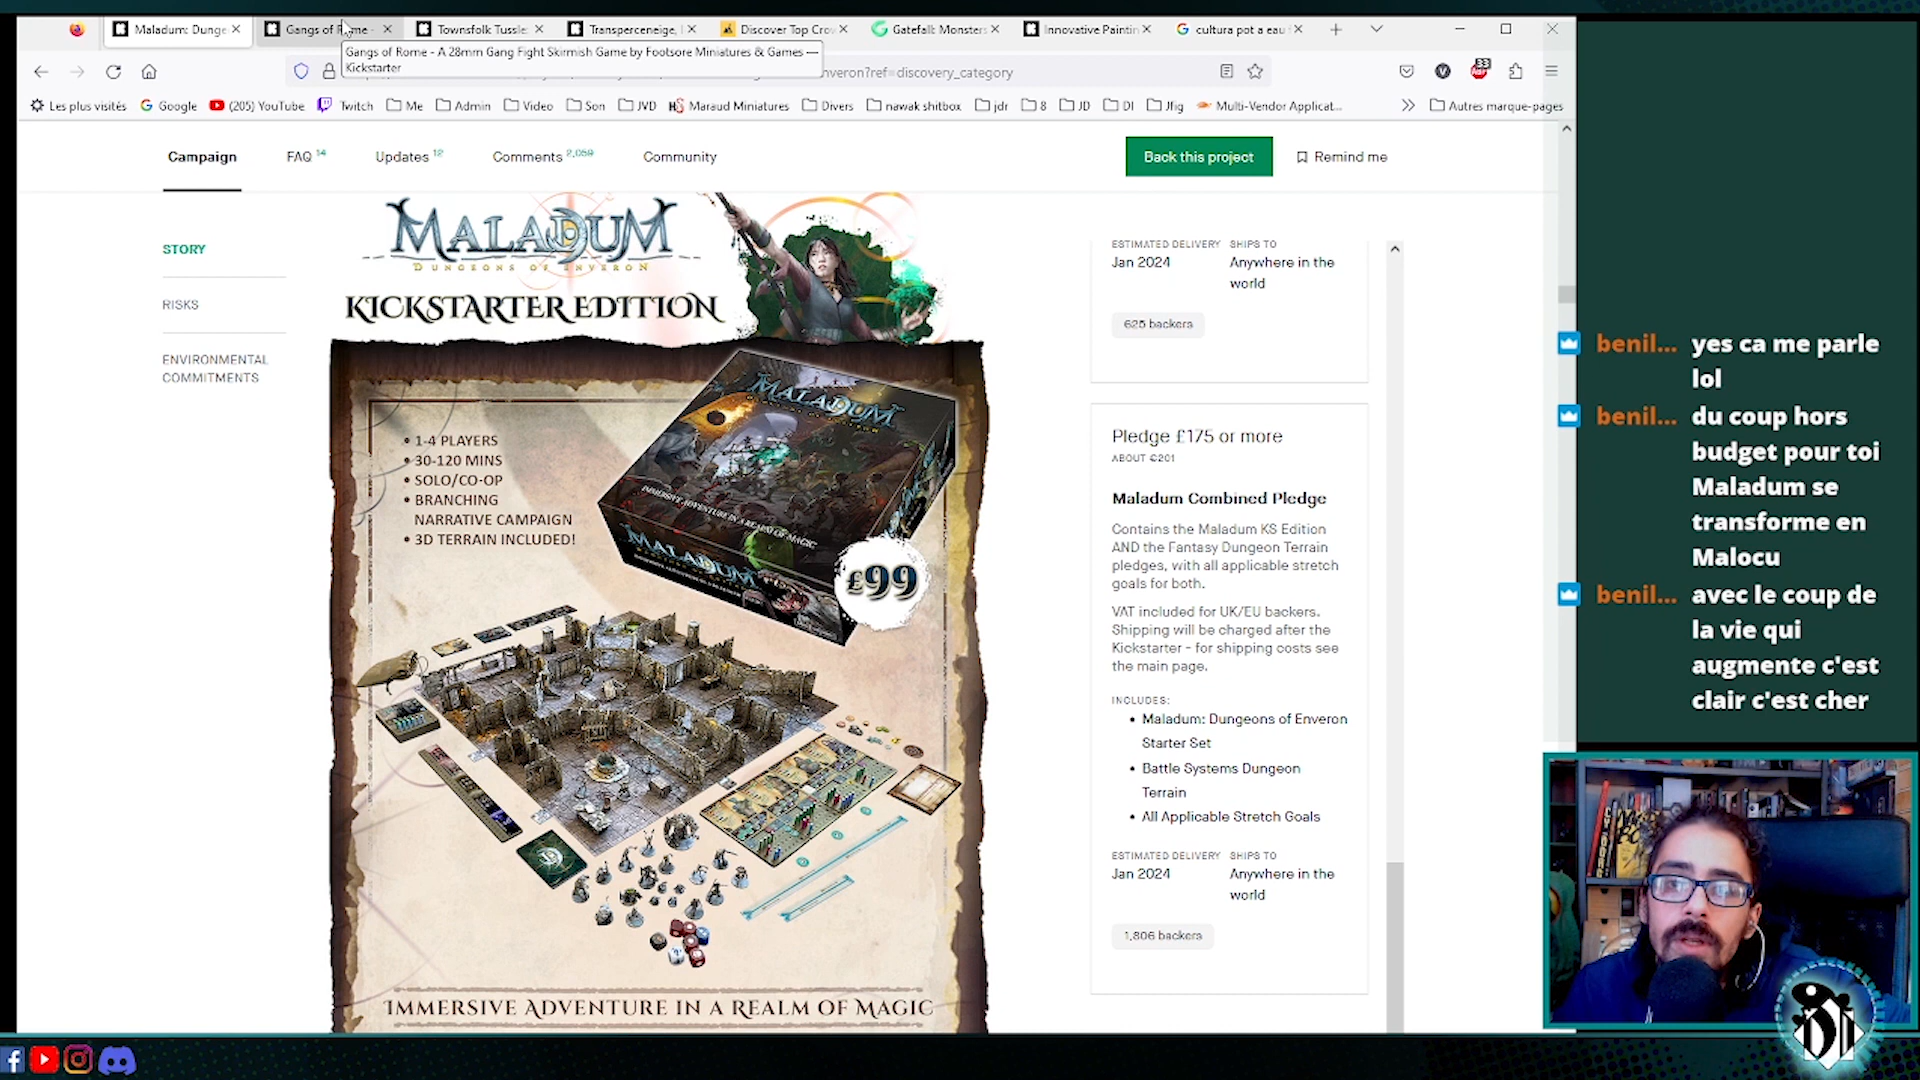 Maladum: Dunge
Gangs of Rome -
Townsfolk Tussle:
Transperceneige,
Discover Top Cro
Gatefall: Monsters
Innovative Paintin
cultura pot a eau
Gangs of Rome - A 28mm Gang Fight Skirmish Game by Footsore Miniatures & Games —
Kickstarter
nveron?ref=discovery_category
33
Les plus visités
Google
(205) YouTube
Twitch
Me
Admin
Video
Son
JVD
Maraud Miniatures
Divers
nawak shitbox
jdr
8
JD
DI
Jfig
Multi-Vendor Applicat...
Autres marque-pages
Campaign
FAQ 14
Updates 12
Comments 2,059
Community
Back this project
Remind me
STORY
RISKS
ENVIRONMENTAL
COMMITMENTS
MALADUM
DUNGEONS OF ENVERON
KICKSTARTER EDITION
• 1-4 PLAYERS
• 30-120 MINS
• SOLO/CO-OP
• BRANCHING
NARRATIVE CAMPAIGN
• 3D TERRAIN INCLUDED!
MALADUM
IMMERSIVE ADVENTURE IN A REALM OF MAGIC
MALADUM
£99
IMMERSIVE ADVENTURE IN A REALM OF MAGIC
ESTIMATED DELIVERY
SHIPS TO
Jan 2024
Anywhere in the
world
625 backers
Pledge £175 or more
ABOUT €201
Maladum Combined Pledge
Contains the Maladum KS Edition
AND the Fantasy Dungeon Terrain
pledges, with all applicable stretch
goals for both.
VAT included for UK/EU backers.
Shipping will be charged after the
Kickstarter - for shipping costs see
the main page.
INCLUDES:
• Maladum: Dungeons of Enveron
Starter Set
• Battle Systems Dungeon
Terrain
• All Applicable Stretch Goals
ESTIMATED DELIVERY
SHIPS TO
Jan 2024
Anywhere in the
world
1,806 backers
benil... yes ca me parle
lol
benil... du coup hors
budget pour toi
Maladum se
transforme en
Malocu
benil... avec le coup de
la vie qui
augmente c'est
clair c'est cher